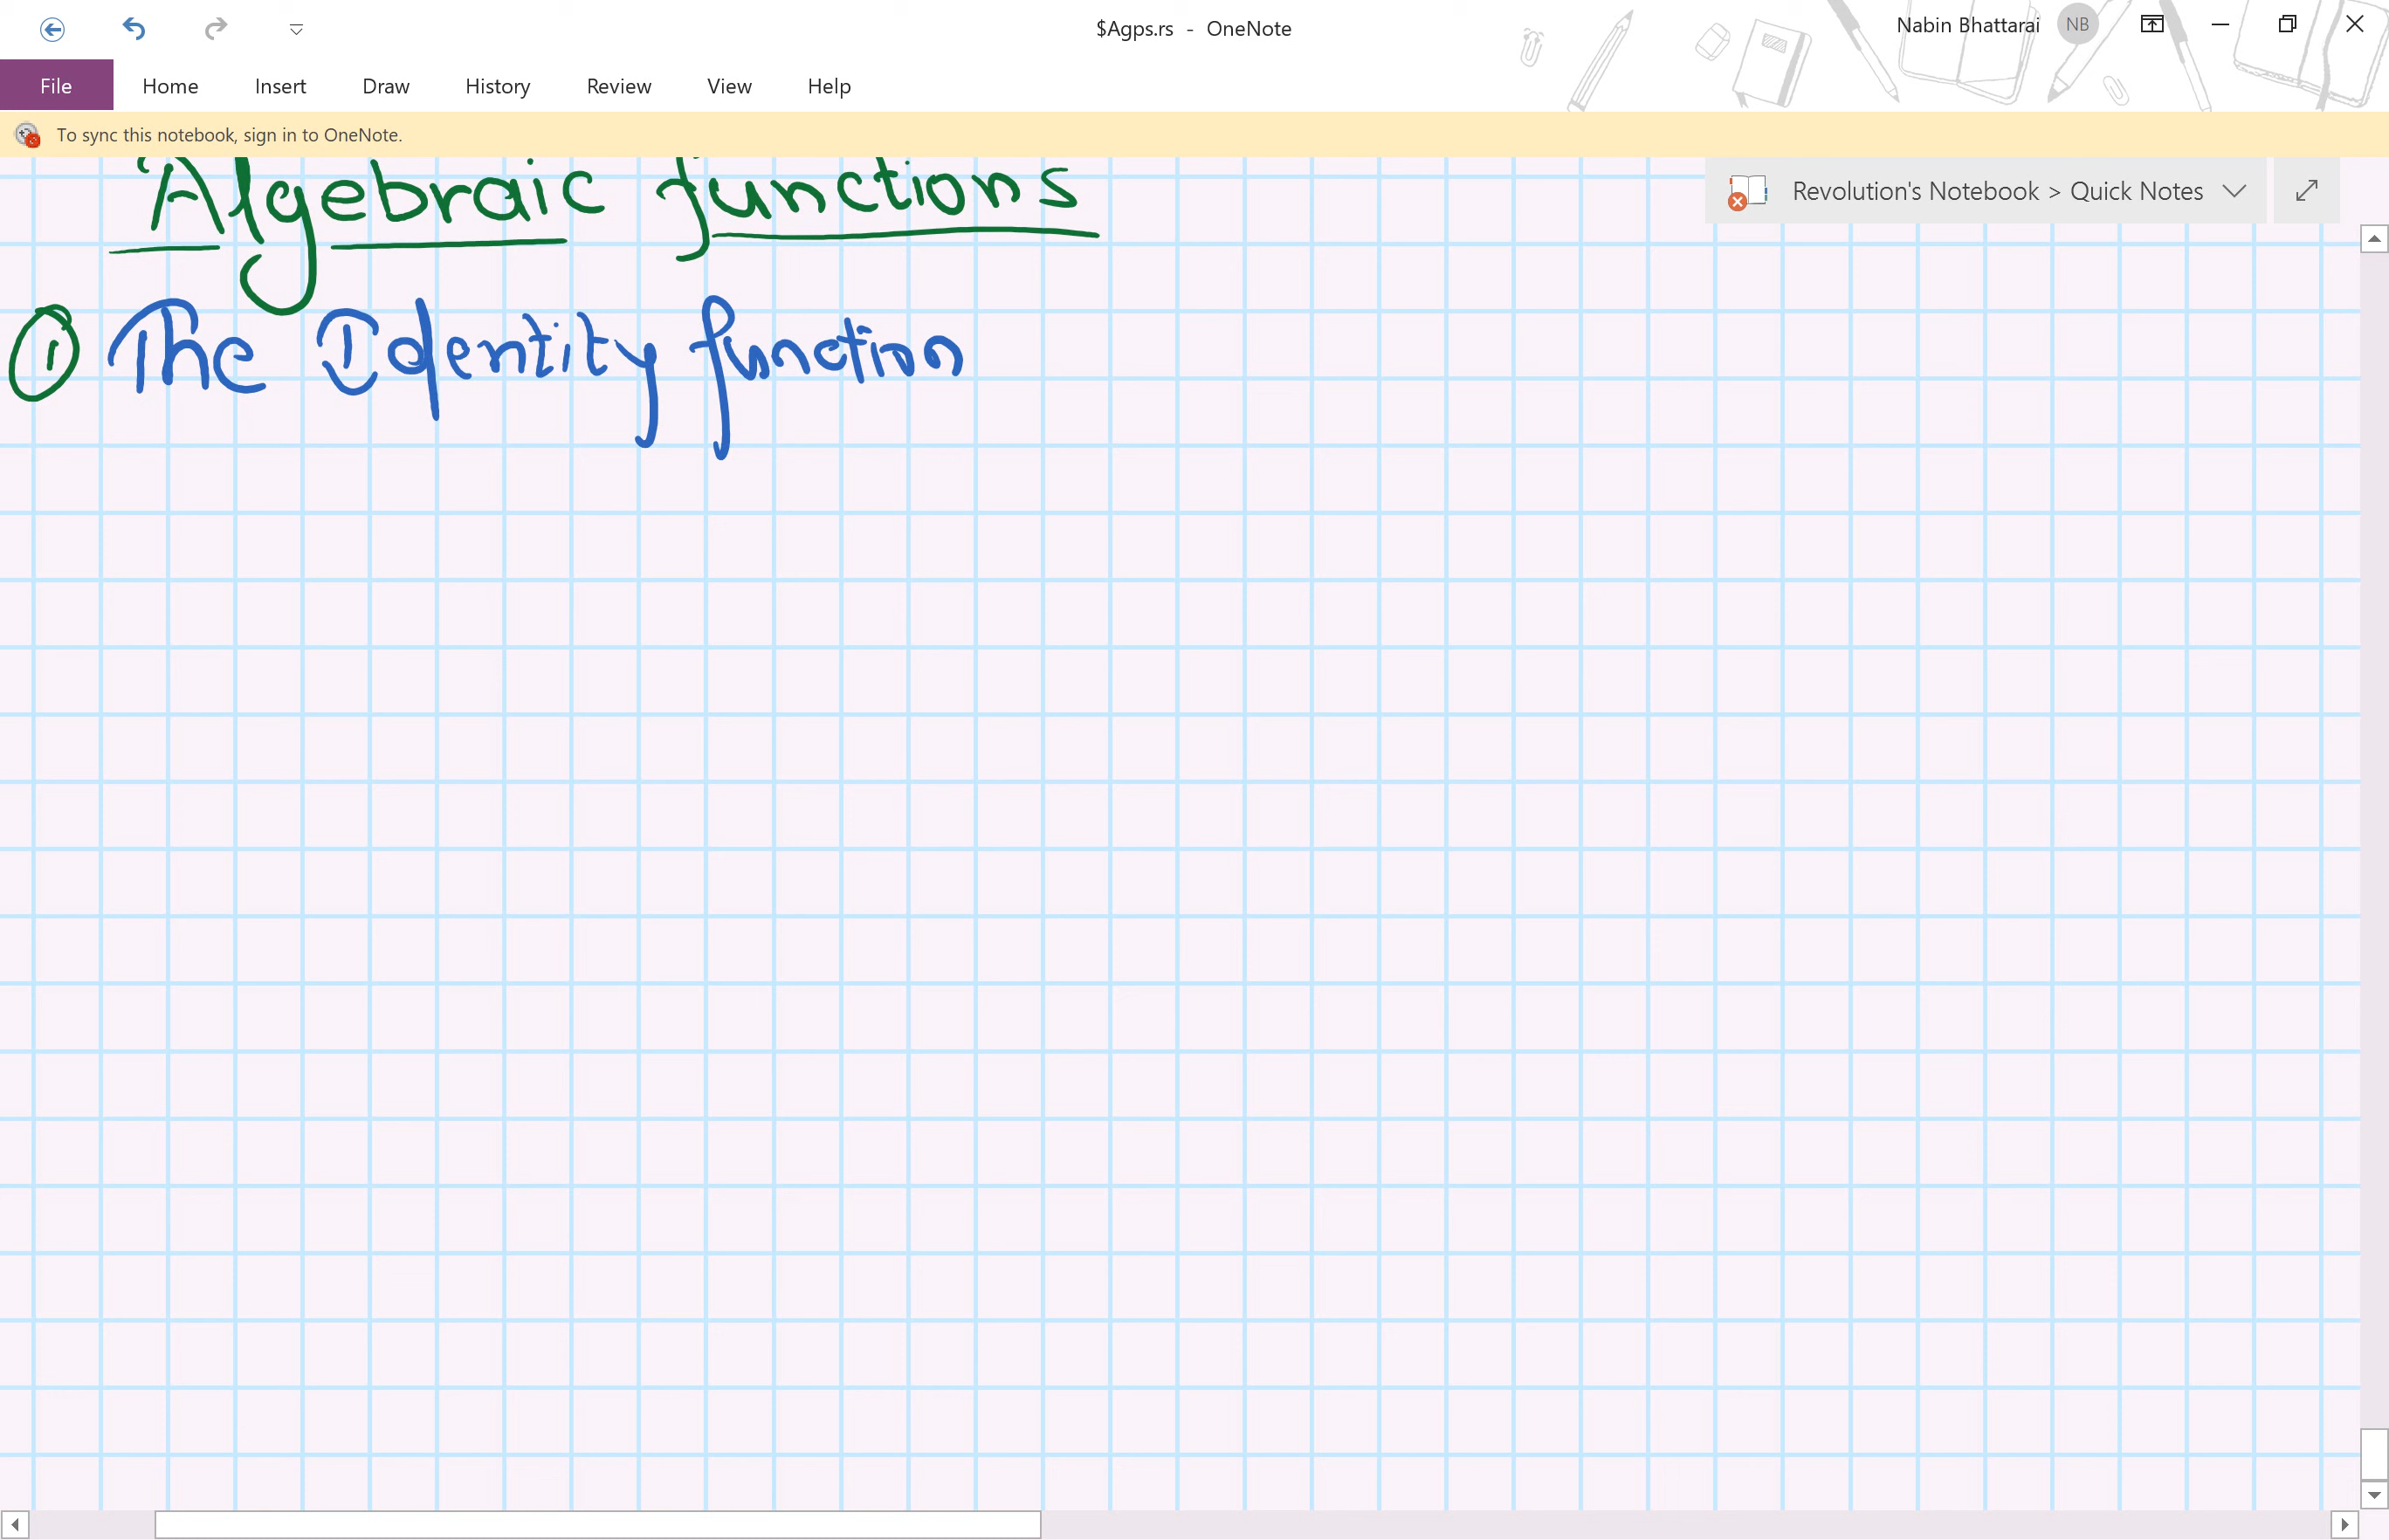 $Agps.rs - OneNote
Nabin Bhattarai NB
File Home Insert Draw History Review View Help
To sync this notebook, sign in to OneNote.
Revolution's Notebook > Quick Notes
Algebraic functions
① The Identity function